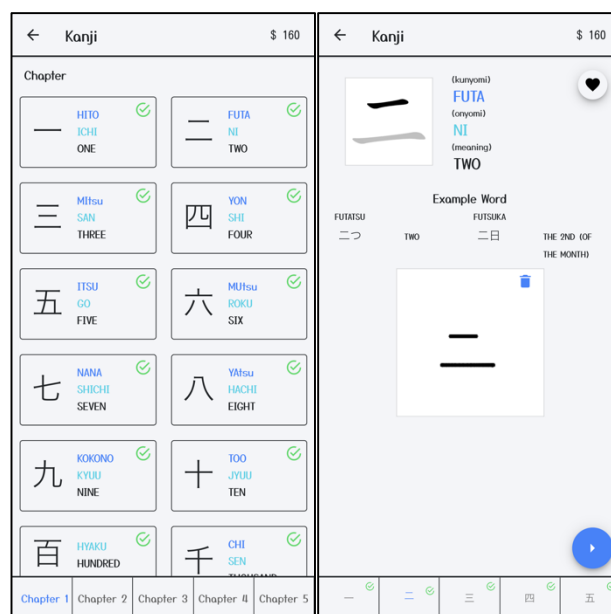 Kanji
$ 160
Chapter
一
HITO
ICHI
ONE
二
FUTA
NI
TWO
三
MItsu
SAN
THREE
四
YON
SHI
FOUR
五
ITSU
GO
FIVE
六
MUtsu
ROKU
SIX
七
NANA
SHICHI
SEVEN
八
YAtsu
HACHI
EIGHT
九
KOKONO
KYUU
NINE
十
TOO
JYUU
TEN
百
HYAKU
HUNDRED
千
CHI
SEN
THOUSAND
Chapter 1 Chapter 2 Chapter 3 Chapter 4 Chapter 5
Kanji
$ 160
二
(kunyomi)
FUTA
(onyomi)
NI
(meaning)
TWO
Example Word
FUTATSU
二つ
TWO
FUTSUKA
二日
THE 2ND (OF
THE MONTH)
二
一 二 三 四 五